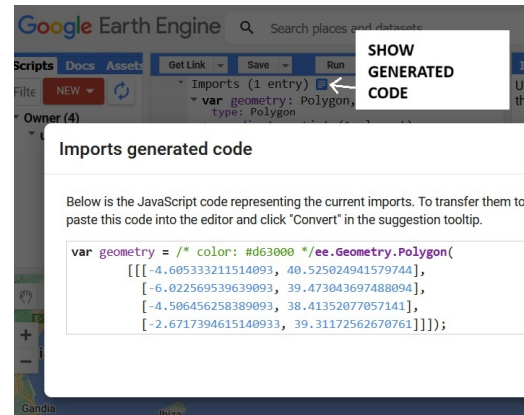 Google Earth Engine
Search places and datasets
Scripts Docs Assets
Get Link Save Run
SHOW
GENERATED
CODE
Filte NEW
Imports (1 entry)
var geometry: Polygon,
type: Polygon
Owner (4)
Imports generated code
Below is the JavaScript code representing the current imports. To transfer them to
paste this code into the editor and click "Convert" in the suggestion tooltip.
var geometry = /* color: #d63000 */ee.Geometry.Polygon(
[[[-4.605333211514093, 40.525024941579744],
[-6.022569539639093, 39.473043697488094],
[-4.506456258389093, 38.41352077057141],
[-2.6717394615140933, 39.31172562670761]]]);
Gandia
Ibiza